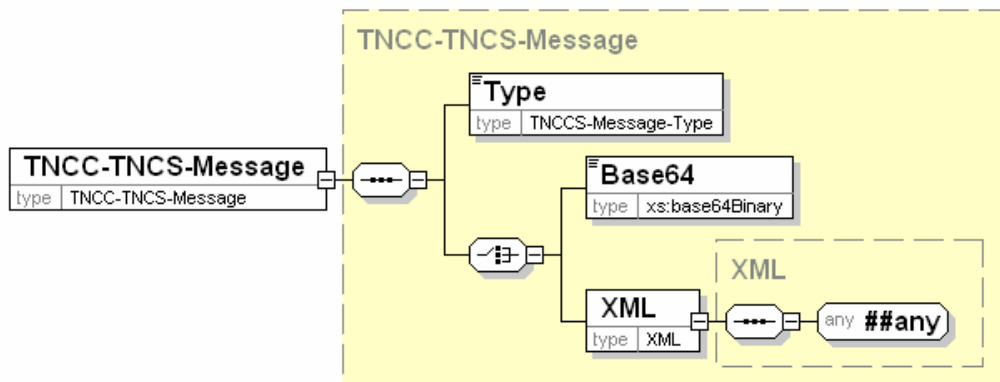 TNCC-TNCS-Message
Type
type TNCCS-Message-Type
TNCC-TNCS-Message
type TNCC-TNCS-Message
Base64
type xs:base64Binary
XML
XML
type XML
any ##any